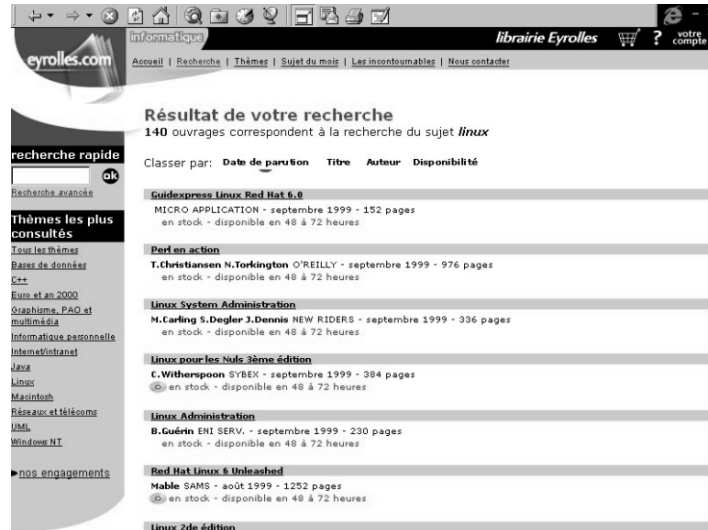 informatique
librairie Eyrolles
?
votre compte
eyrolles.com
Accueil | Recherche | Thèmes | Sujet du mois | Les incontournables | Nous contacter
Résultat de votre recherche
140 ouvrages correspondent à la recherche du sujet linux
recherche rapide
ok
Recherche avancée
Thèmes les plus
consultés
Tous les thèmes
Bases de données
C++
Euro et an 2000
Graphisme, PAO et
multimédia
Informatique personnelle
Internet/intranet
Java
Linux
Macintosh
Réseaux et télécoms
UML
Windows NT
nos engagements
Classer par: Date de parution Titre Auteur Disponibilité
Guidexpress Linux Red Hat 6.0
MICRO APPLICATION - septembre 1999 - 152 pages
en stock - disponible en 48 à 72 heures
Perl en action
T.Christiansen N.Torkington O'REILLY - septembre 1999 - 976 pages
en stock - disponible en 48 à 72 heures
Linux System Administration
M.Carling S.Degler J.Dennis NEW RIDERS - septembre 1999 - 336 pages
en stock - disponible en 48 à 72 heures
Linux pour les Nuls 3ème édition
C.Witherspoon SYBEX - septembre 1999 - 384 pages
en stock - disponible en 48 à 72 heures
Linux Administration
B.Guérin ENI SERV. - septembre 1999 - 230 pages
en stock - disponible en 48 à 72 heures
Red Hat Linux 6 Unleashed
Mable SAMS - août 1999 - 1252 pages
en stock - disponible en 48 à 72 heures
Linux 2de édition